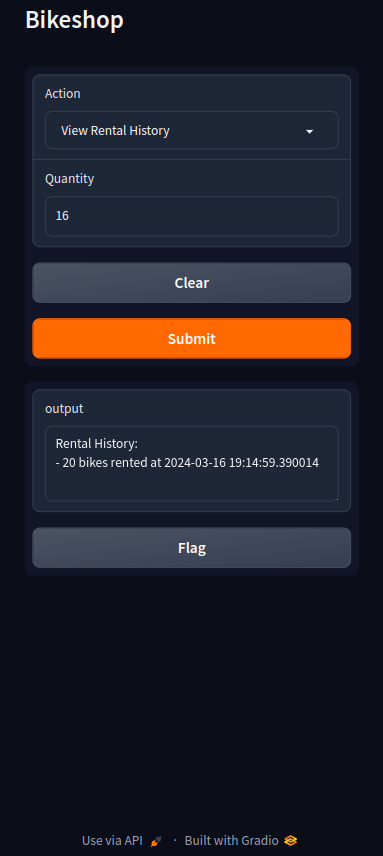 Bikeshop
Action
View Rental History
Quantity
16
Clear
Submit
output
Rental History:
- 20 bikes rented at 2024-03-16 19:14:59.390014
Flag
Use via API · Built with Gradio